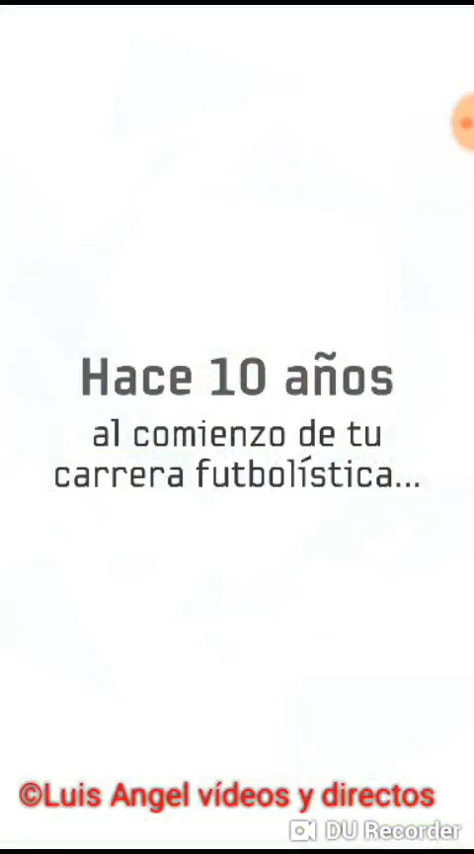 Hace 10 años
al comienzo de tu
carrera futbolística...
©Luis Angel vídeos y directos
DU Recorder